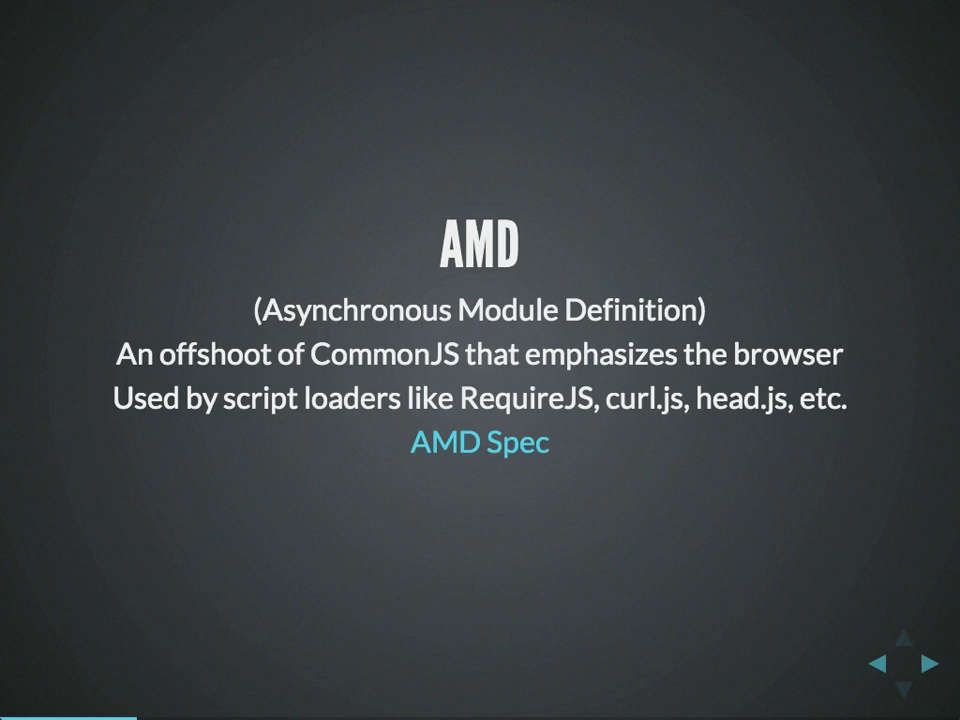 AMD
(Asynchronous Module Definition)
An offshoot of CommonJS that emphasizes the browser
Used by script loaders like RequireJS, curl.js, head.js, etc.
AMD Spec